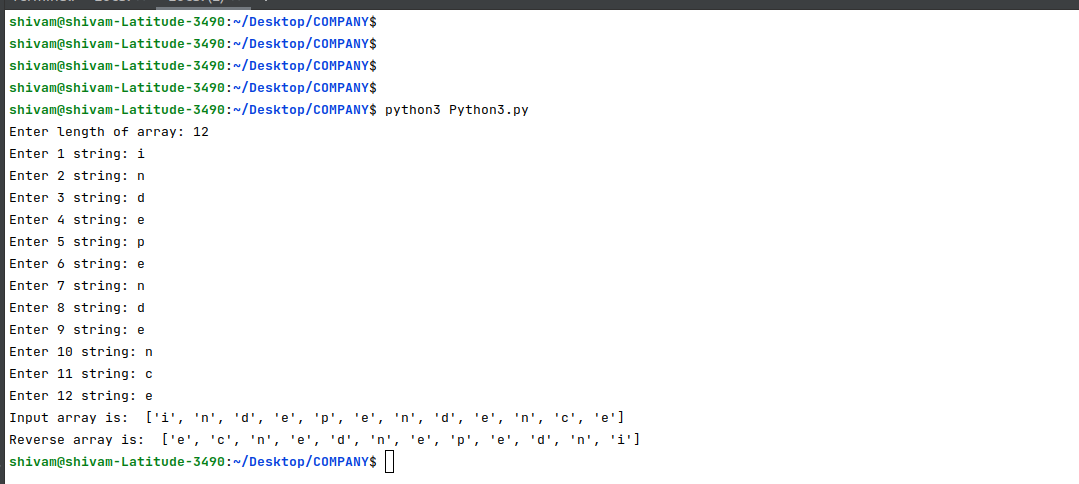 shivam@shivam-Latitude-3490:~/Desktop/COMPANY$
shivam@shivam-Latitude-3490:~/Desktop/COMPANY$
shivam@shivam-Latitude-3490:~/Desktop/COMPANY$
shivam@shivam-Latitude-3490:~/Desktop/COMPANY$
shivam@shivam-Latitude-3490:~/Desktop/COMPANY$ python3 Python3.py
Enter length of array: 12
Enter 1 string: i
Enter 2 string: n
Enter 3 string: d
Enter 4 string: e
Enter 5 string: p
Enter 6 string: e
Enter 7 string: n
Enter 8 string: d
Enter 9 string: e
Enter 10 string: n
Enter 11 string: c
Enter 12 string: e
Input array is:  ['i', 'n', 'd', 'e', 'p', 'e', 'n', 'd', 'e', 'n', 'c', 'e']
Reverse array is:  ['e', 'c', 'n', 'e', 'd', 'n', 'e', 'p', 'e', 'd', 'n', 'i']
shivam@shivam-Latitude-3490:~/Desktop/COMPANY$